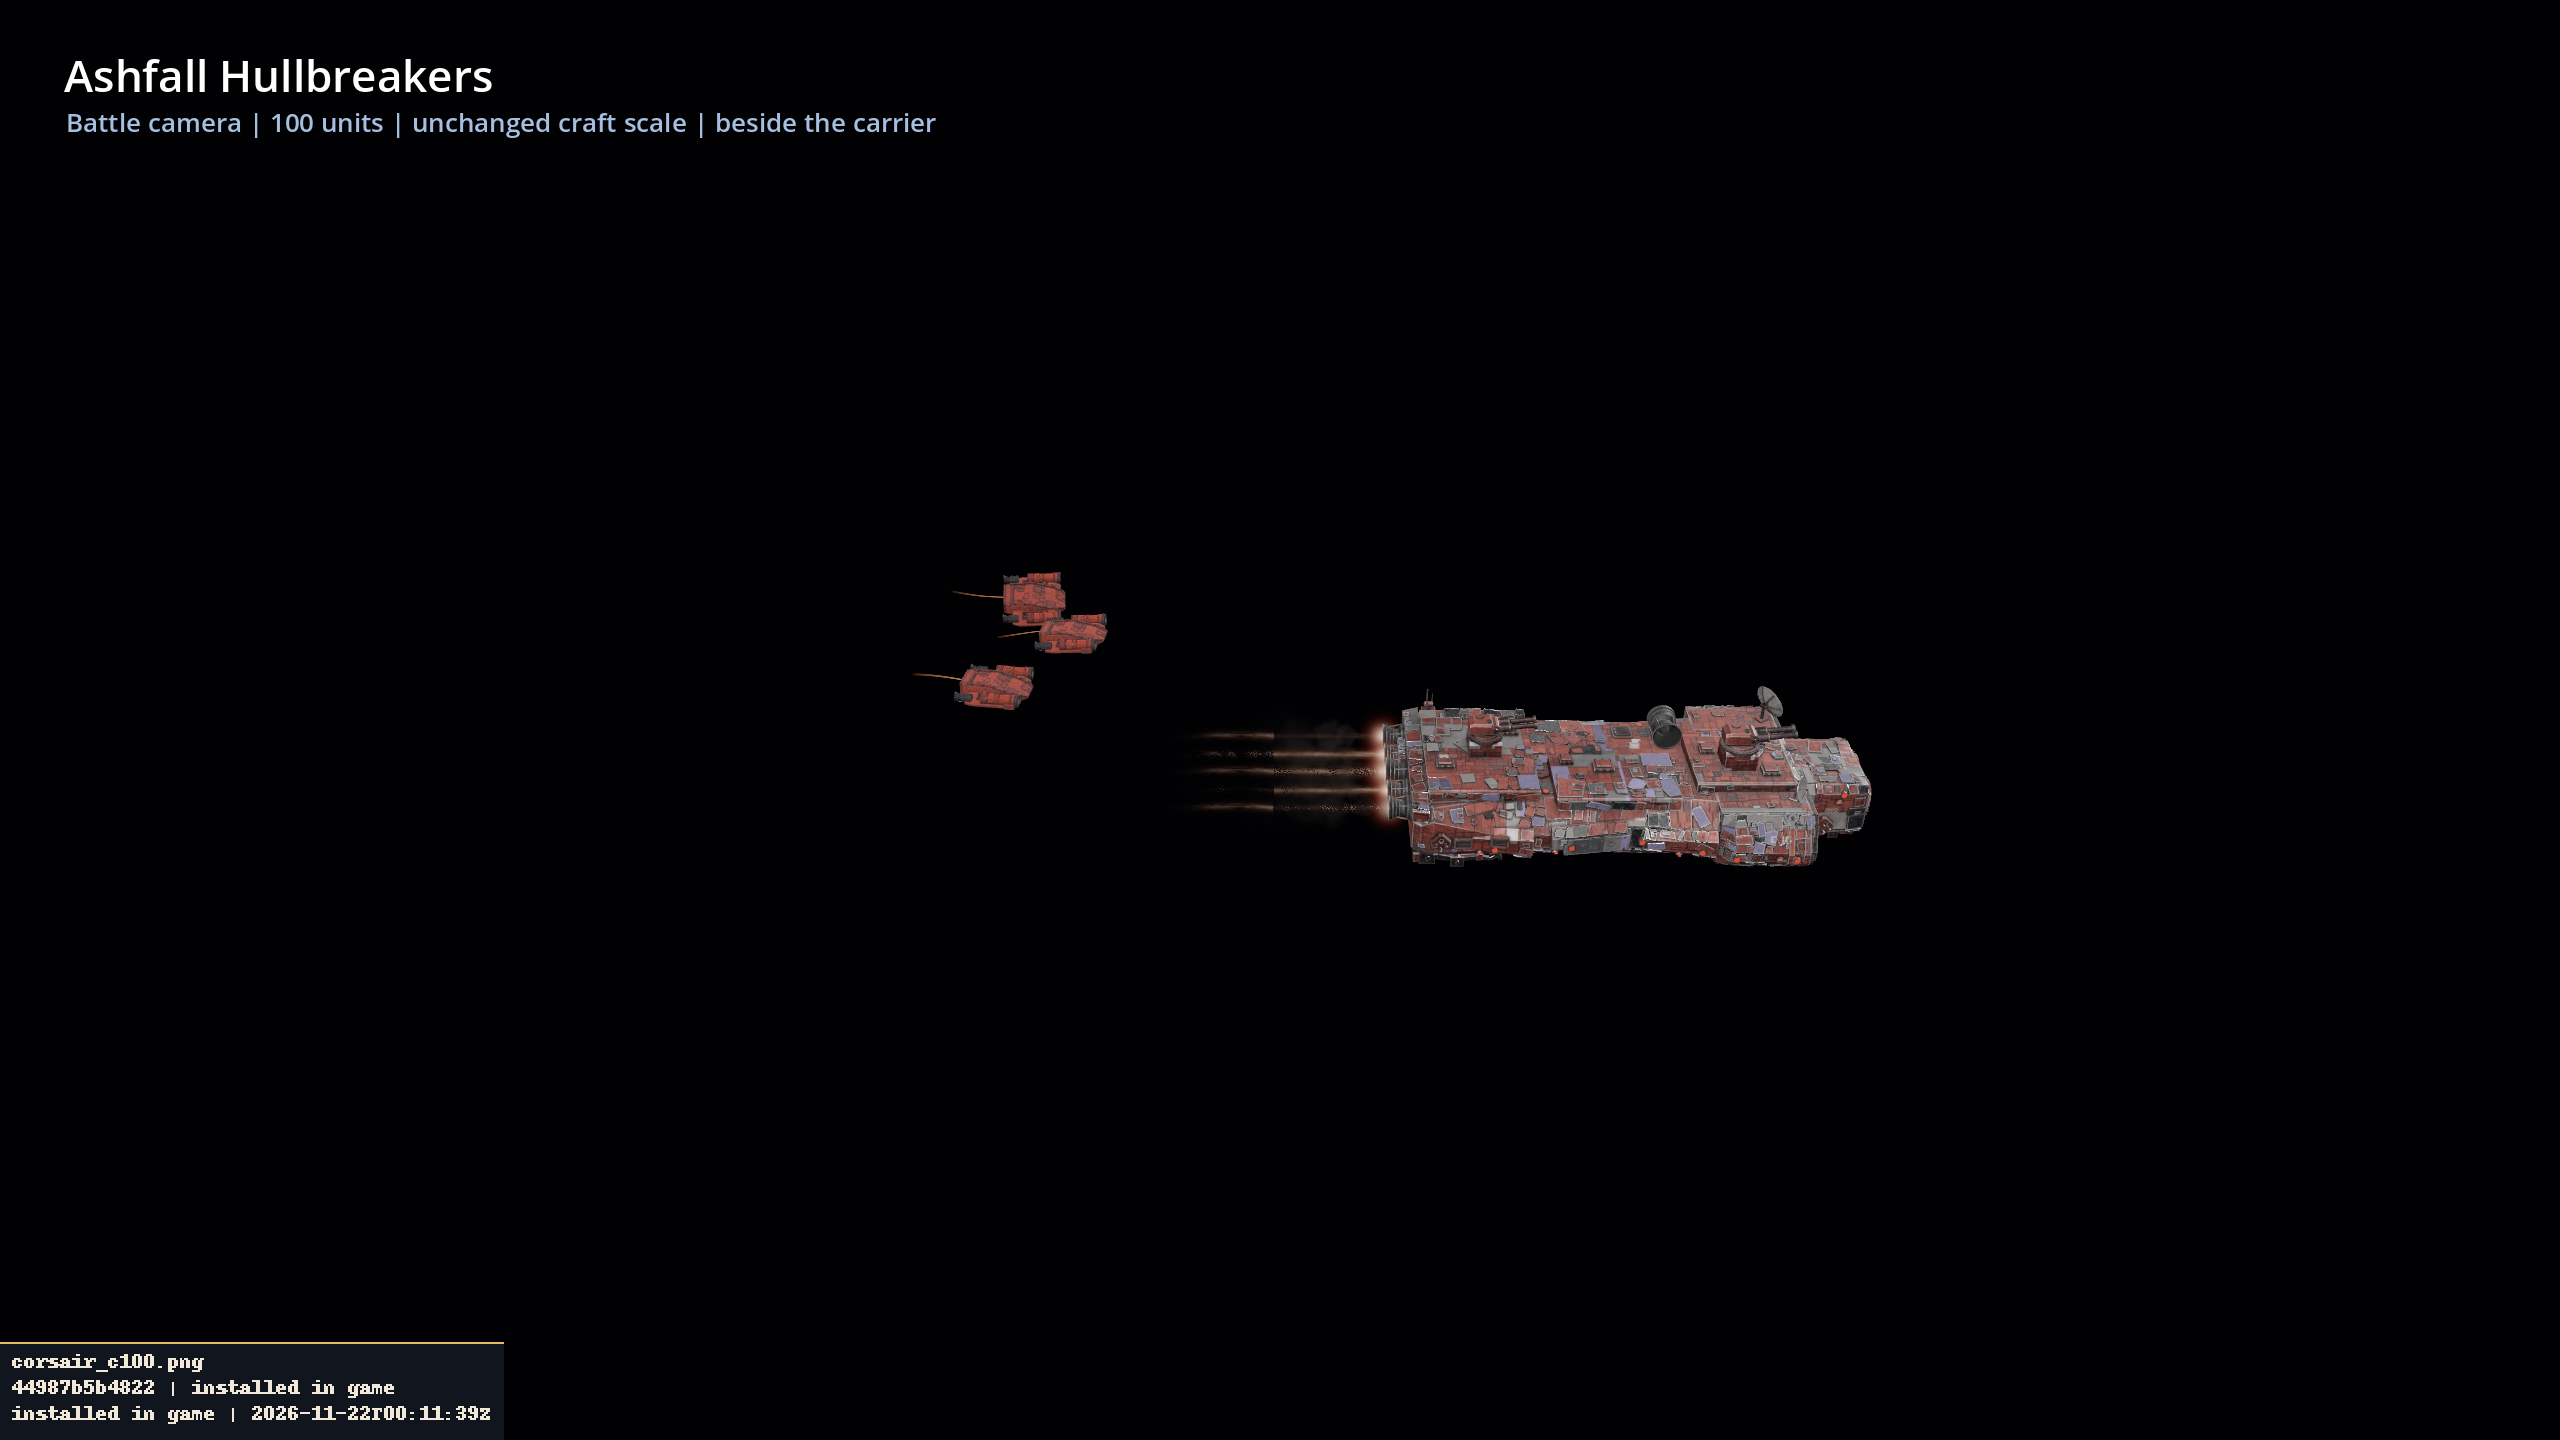 Ashfall Hullbreakers
Battle camera | 100 units | unchanged craft scale | beside the carrier
corsair_c100.png
44987b5b4822 | installed in game
installed in game | 2026-11-22T00:11:39Z